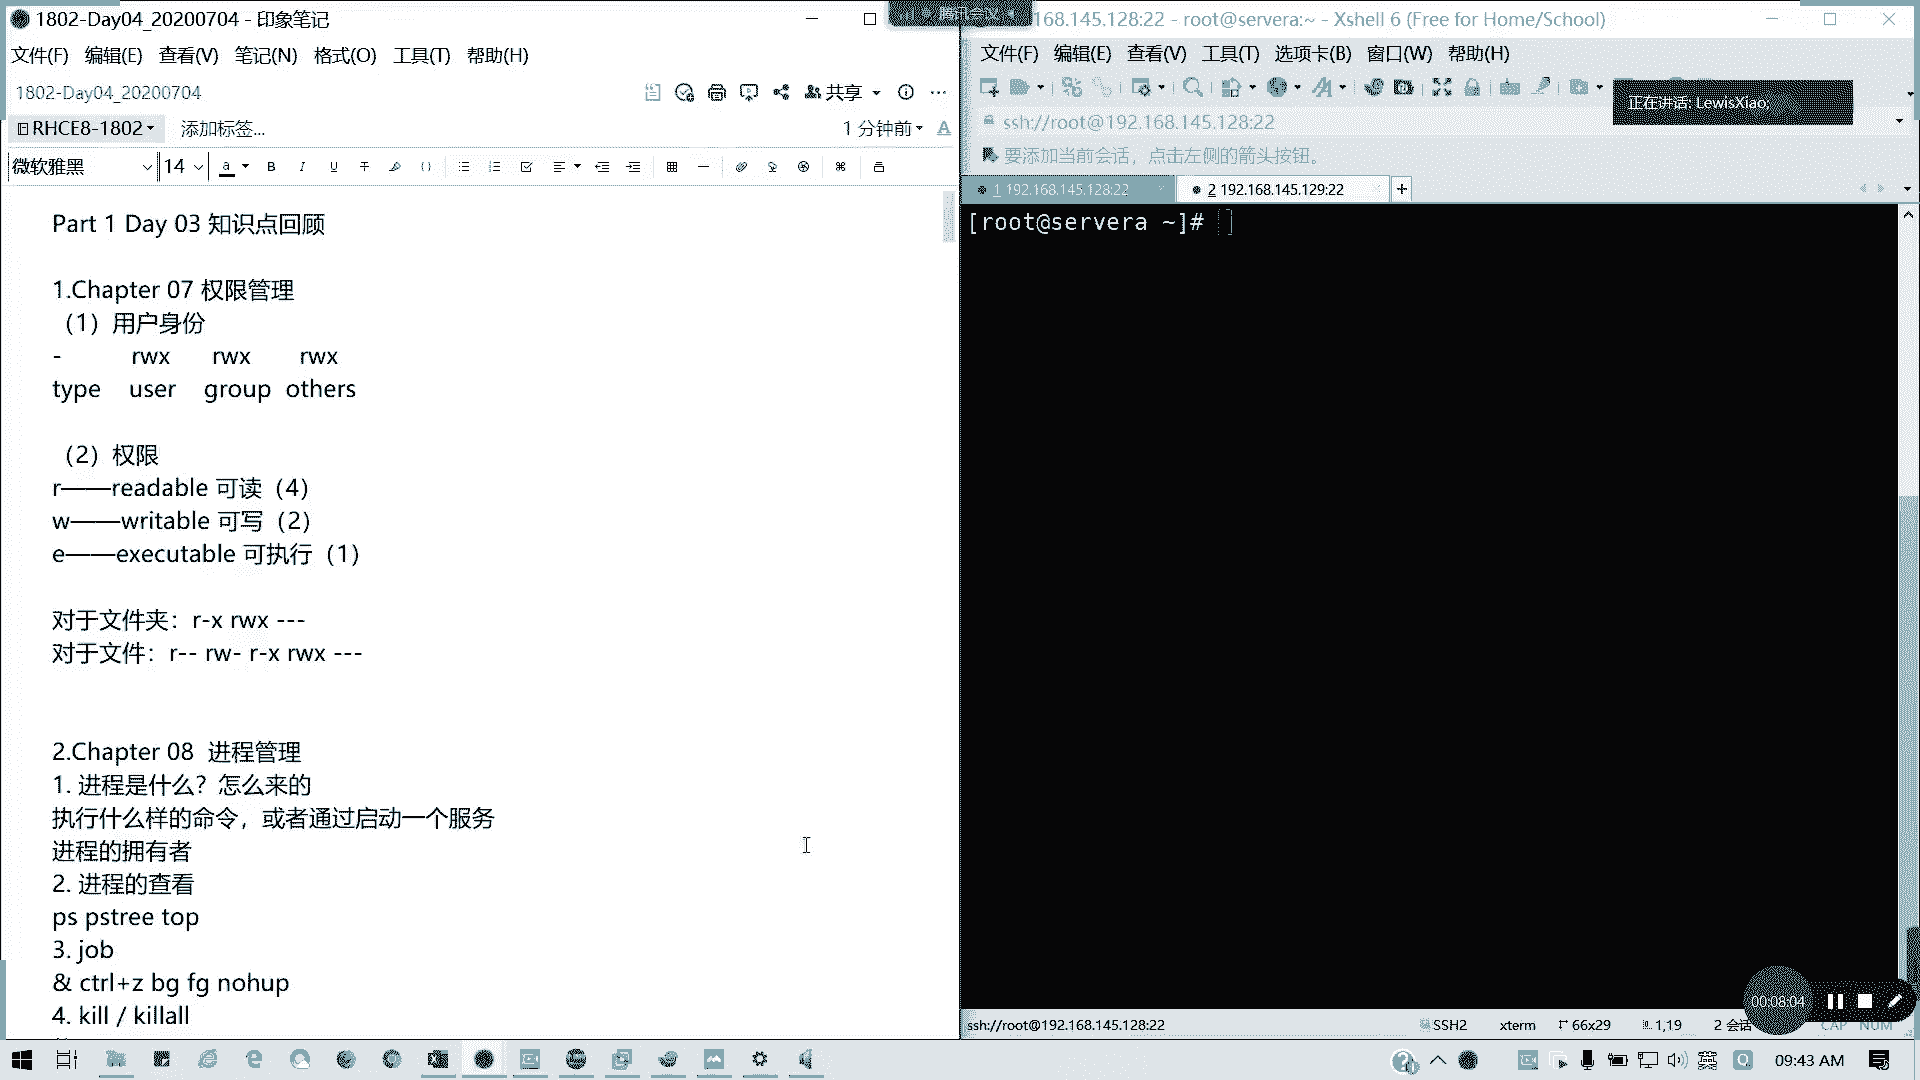 1802-Day04_20200704 - 印象笔记
文件(F) 编辑(E) 查看(V) 笔记(N) 格式(O) 工具(T) 帮助(H)
1802-Day04_20200704
共享
RHCE8-1802 添加标签...
1 分钟前
微软雅黑 14
Part 1 Day 03 知识点回顾
1.Chapter 07 权限管理
（1）用户身份
- rwx rwx rwx
type user group others
（2）权限
r——readable 可读（4）
w——writable 可写（2）
e——executable 可执行（1）
对于文件夹：r-x rwx ---
对于文件：r-- rw- r-x rwx ---
2.Chapter 08 进程管理
1. 进程是什么？怎么来的
执行什么样的命令，或者通过启动一个服务
进程的拥有者
2. 进程的查看
ps pstree top
3. job
& ctrl+z bg fg nohup
4. kill / killall
腾讯会议
168.145.128:22 - root@servera:~ - Xshell 6 (Free for Home/School)
文件(F) 编辑(E) 查看(V) 工具(T) 选项卡(B) 窗口(W) 帮助(H)
正在讲话: LewisXiao;
ssh://root@192.168.145.128:22
要添加当前会话，点击左侧的箭头按钮。
1 192.168.145.128:22
2 192.168.145.129:22
[root@servera ~]#
00:08:04
ssh://root@192.168.145.128:22 SSH2 xterm 66x29 1,19 2 会话 CAP NUM
英 09:43 AM